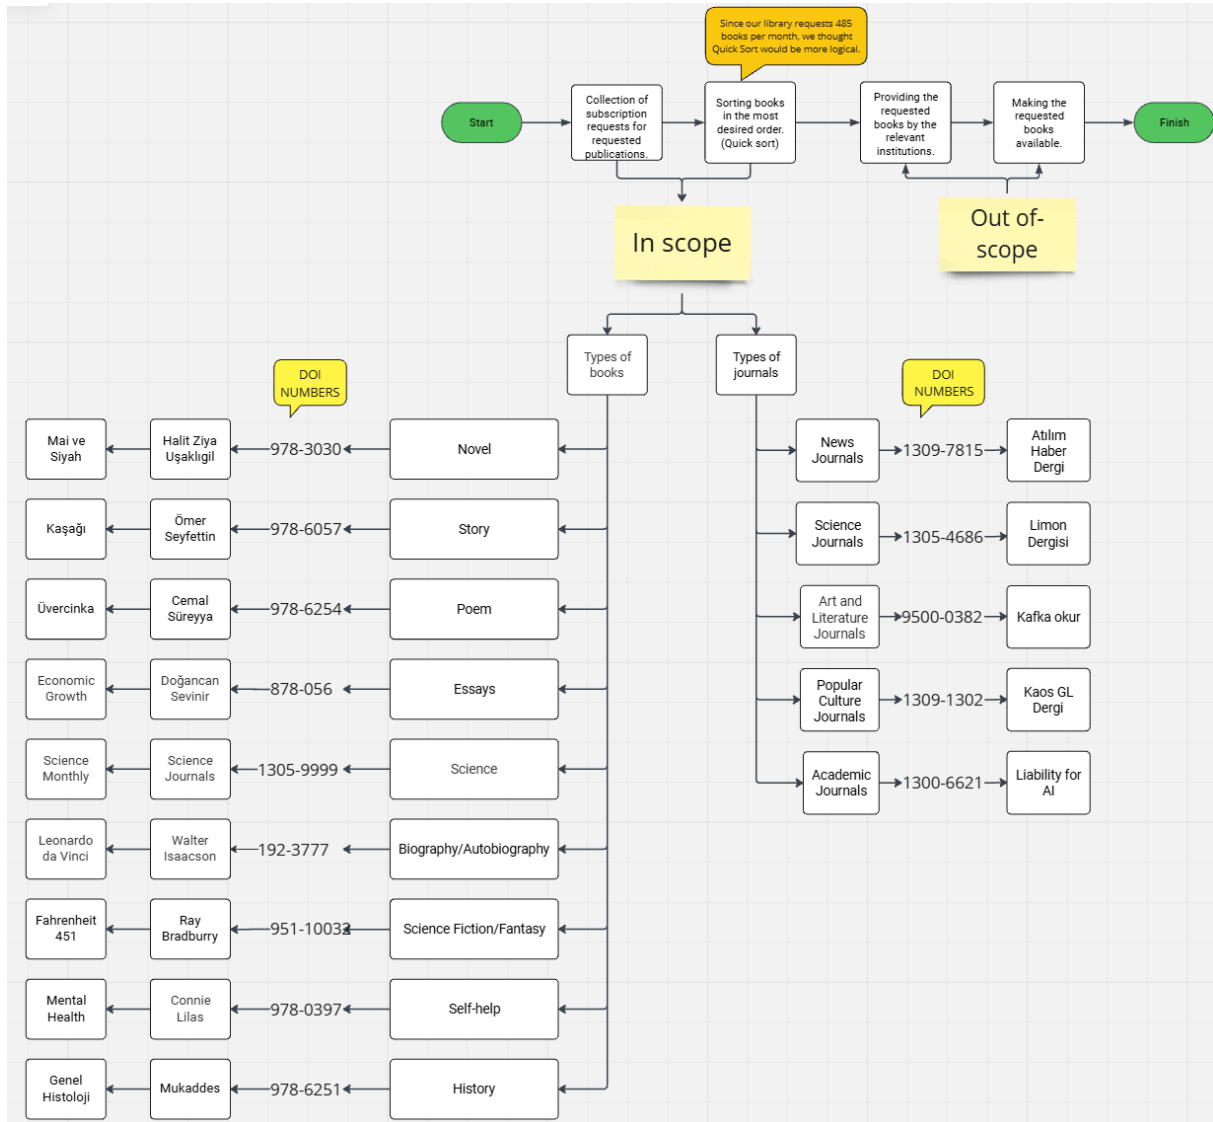 Since our library requests 485
books per month, we thought
Quick Sort would be more logical.
Start
Collection of
subscription
requests for
requested
publications.
Sorting books
in the most
desired order.
(Quick sort)
Providing the
requested
books by the
relevant
institutions.
Making the
requested
books
available.
Finish
In scope
Out of-
scope
Types of
books
Types of
journals
DOI
NUMBERS
DOI
NUMBERS
Mai ve
Siyah
Halit Ziya
Uşaklıgil
978-3030
Novel
Kaşağı
Ömer
Seyfettin
978-6057
Story
Üvercinka
Cemal
Süreyya
978-6254
Poem
Economic
Growth
Doğancan
Sevinir
878-056
Essays
Science
Monthly
Science
Journals
1305-9999
Science
Leonardo
da Vinci
Walter
Isaacson
192-3777
Biography/Autobiography
Fahrenheit
451
Ray
Bradburry
951-10032
Science Fiction/Fantasy
Mental
Health
Connie
Lilas
978-0397
Self-help
Genel
Histoloji
Mukaddes
978-6251
History
News
Journals
1309-7815
Atılım
Haber
Dergi
Science
Journals
1305-4686
Limon
Dergisi
Art and
Literature
Journals
9500-0382
Kafka okur
Popular
Culture
Journals
1309-1302
Kaos GL
Dergi
Academic
Journals
1300-6621
Liability for
AI